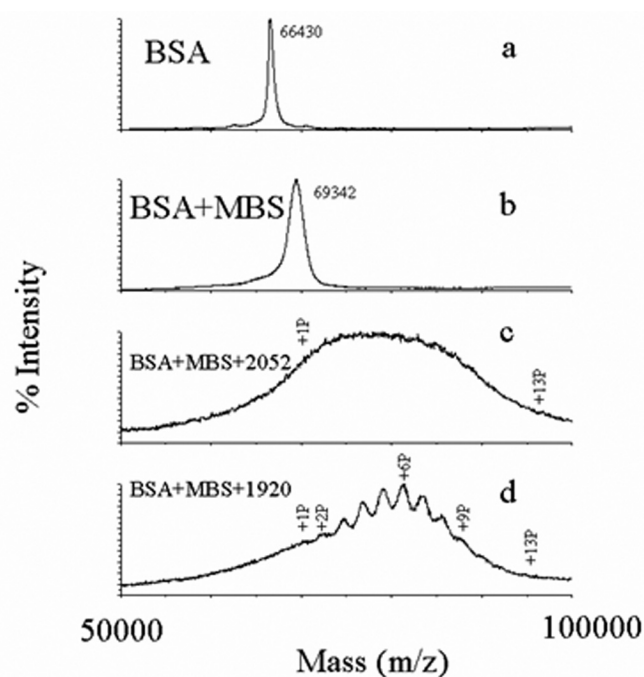 BSA
66430
a
BSA+MBS
69342
b
+1P
c
BSA+MBS+2052
+13P
BSA+MBS+1920
+6P
d
+1P
+2P
+9P
+13P
% Intensity
50000
100000
Mass (m/z)